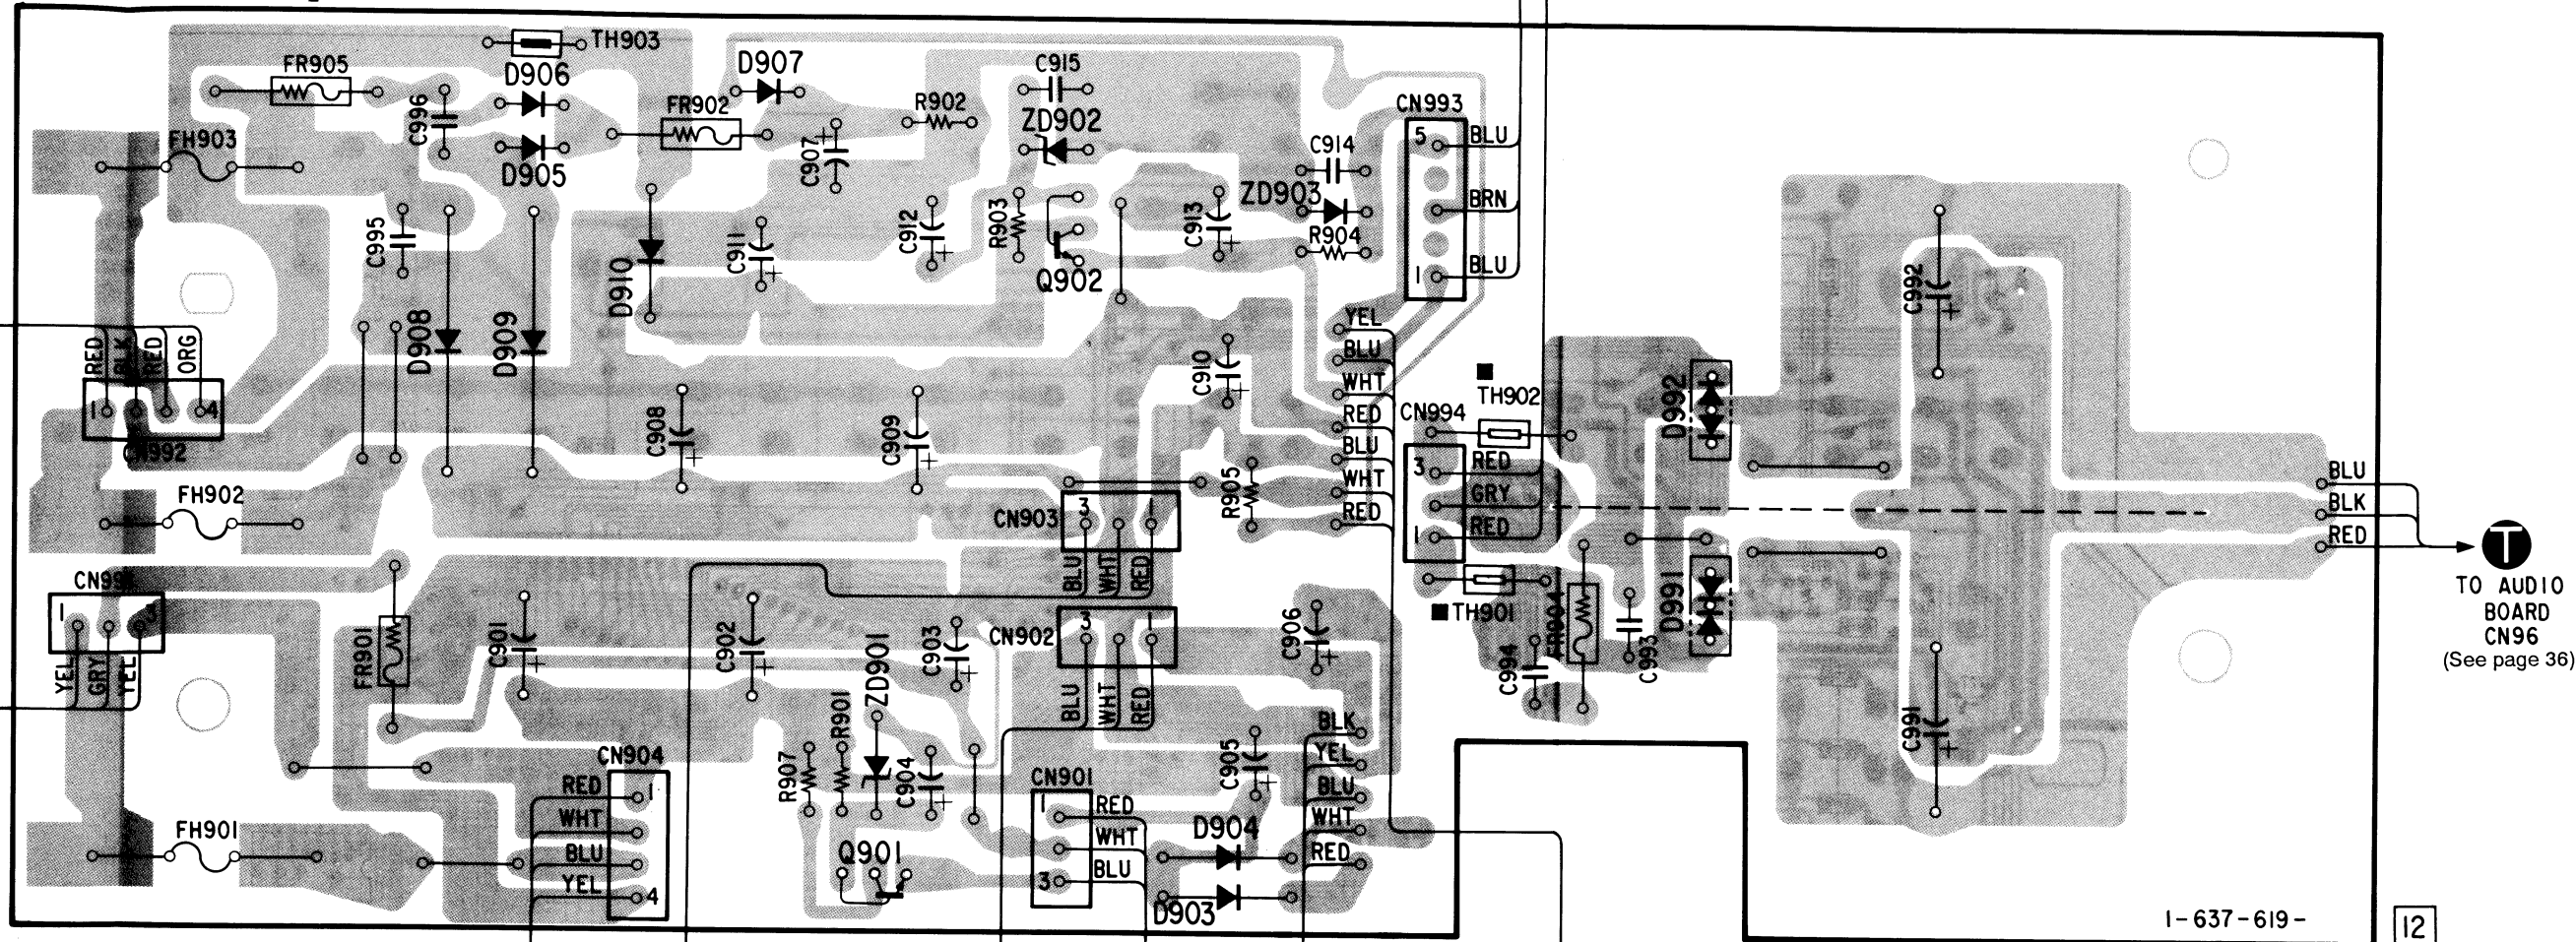 TH903
FR905
D906
D907
C915
FR902
R902
CN993
C996
ZD902
5
BLU
FH903
C907
C914
D905
ZD903
BRN
C995
D910
C911
C912
R903
Q902
C913
R904
1
BLU
C992
YEL
RED
BLK
RED
ORG
D908
D909
BLU
C910
WHT
TH902
D992
1
4
RED
CN994
CN992
C908
C909
BLU
3
RED
BLU
FH902
R905
WHT
GRY
BLK
CN903
3
1
RED
1
RED
RED
T
BLU
WHT
RED
TO AUDIO
BOARD
CN96
(See page 36)
1
3
FR901
C901
C902
ZD901
C903
CN902
3
1
C906
TH901
FR904
C993
D991
C994
YEL
GRY
YEL
BLU
WHT
RED
C991
R901
BLK
CN904
R907
C904
CN901
C905
YEL
RED
1
1
RED
BLU
WHT
WHT
D904
WHT
FH901
BLU
Q901
BLU
RED
YEL
4
3
D903
1-637-619-
12